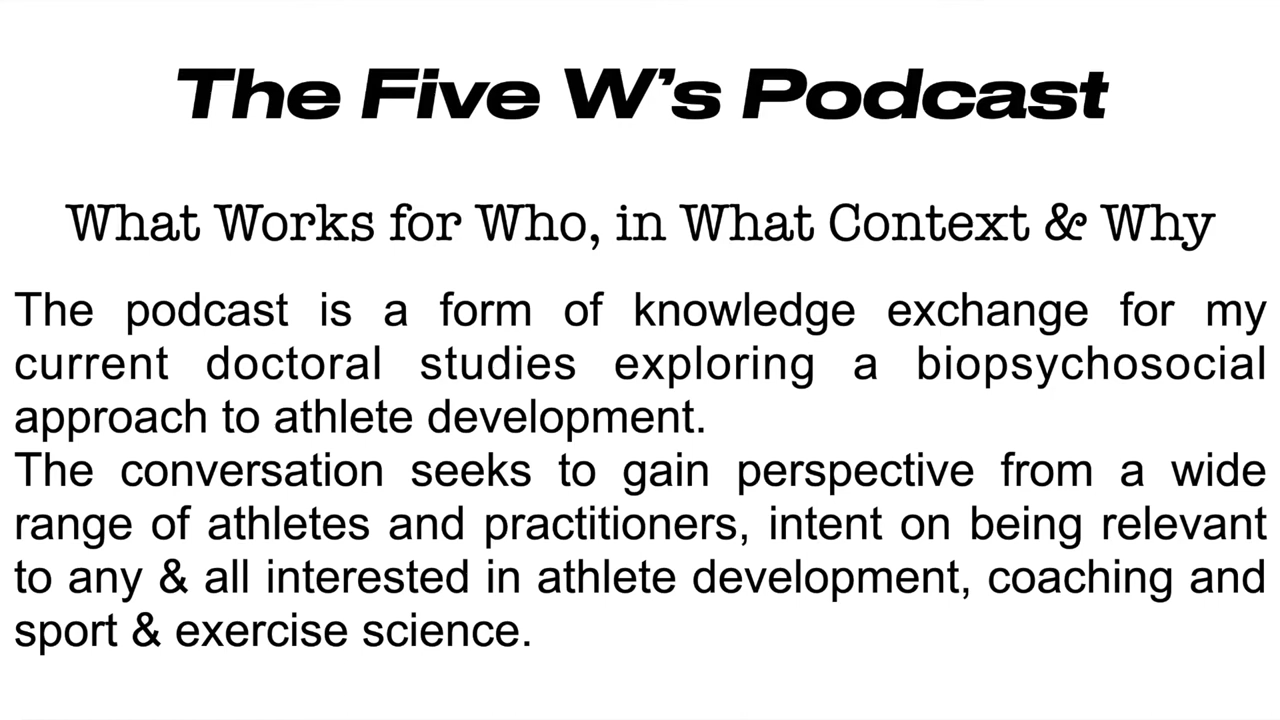 The Five W’s Podcast
What Works for Who, in What Context & Why
The podcast is a form of knowledge exchange for my
current doctoral studies exploring a biopsychosocial
approach to athlete development.
The conversation seeks to gain perspective from a wide
range of athletes and practitioners, intent on being relevant
to any & all interested in athlete development, coaching and
sport & exercise science.